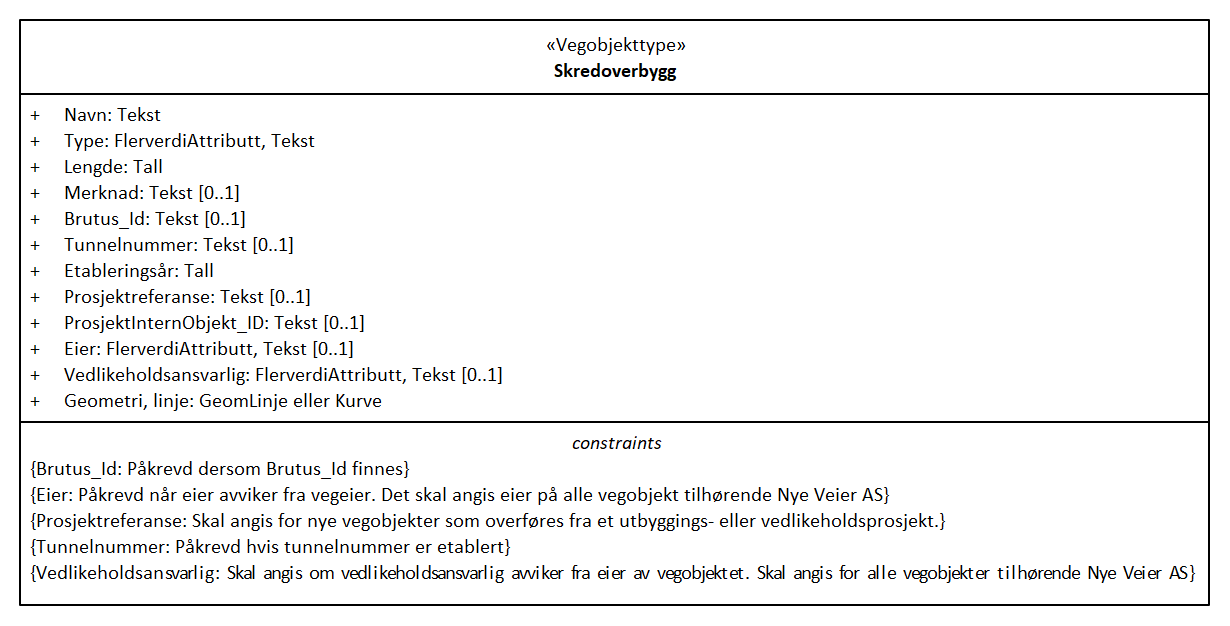 «Vegobjekttype»
Skredoverbygg
+ Navn: Tekst
+ Type: FlerverdiAttributt, Tekst
+ Lengde: Tall
+ Merknad: Tekst [0..1]
+ Brutus_Id: Tekst [0..1]
+ Tunnelnummer: Tekst [0..1]
+ Etableringsår: Tall
+ Prosjektreferanse: Tekst [0..1]
+ ProsjektInternObjekt_ID: Tekst [0..1]
+ Eier: FlerverdiAttributt, Tekst [0..1]
+ Vedlikeholdsansvarlig: FlerverdiAttributt, Tekst [0..1]
+ Geometri, linje: GeomLinje eller Kurve
constraints
{Brutus_Id: Påkrevd dersom Brutus_Id finnes}
{Eier: Påkrevd når eier avviker fra vegeier. Det skal angis eier på alle vegobjekt tilhørende Nye Veier AS}
{Prosjektreferanse: Skal angis for nye vegobjekter som overføres fra et utbyggings- eller vedlikeholdsprosjekt.}
{Tunnelnummer: Påkrevd hvis tunnelnummer er etablert}
{Vedlikeholdsansvarlig: Skal angis om vedlikeholdsansvarlig avviker fra eier av vegobjektet. Skal angis for alle vegobjekter tilhørende Nye Veier AS}